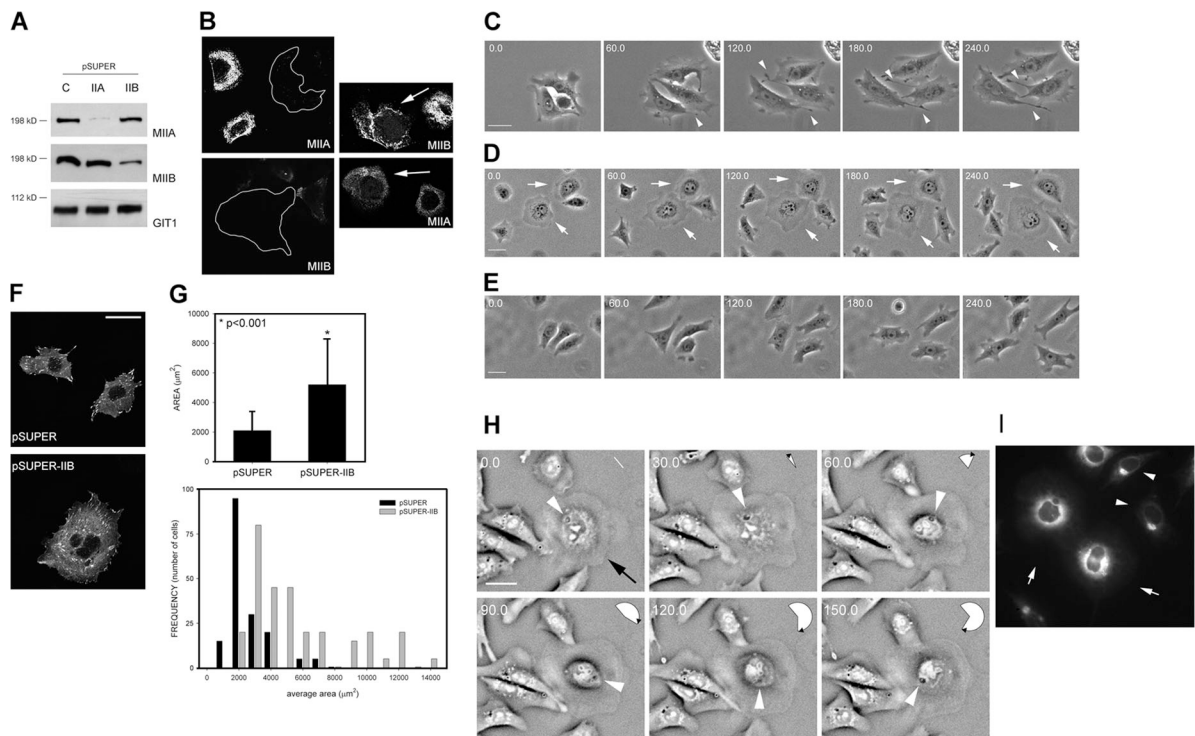 A
pSUPER
C IIA IIB
198 kD
MIIA
198 kD
MIIB
112 kD
GIT1
B
MIIA
MIIB
MIIB
MIIA
C
0.0 60.0 120.0 180.0 240.0
D
0.0 60.0 120.0 180.0 240.0
E
0.0 60.0 120.0 180.0 240.0
F
pSUPER
pSUPER-IIB
G
* p<0.001
*
AREA (μm²)
10000
8000
6000
4000
2000
0
pSUPER pSUPER-IIB
FREQUENCY (number of cells)
100
75
50
25
0
pSUPER
pSUPER-IIB
0 2000 4000 6000 8000 10000 12000 14000
average area (μm²)
H
0.0 30.0 60.0
90.0 120.0 150.0
I